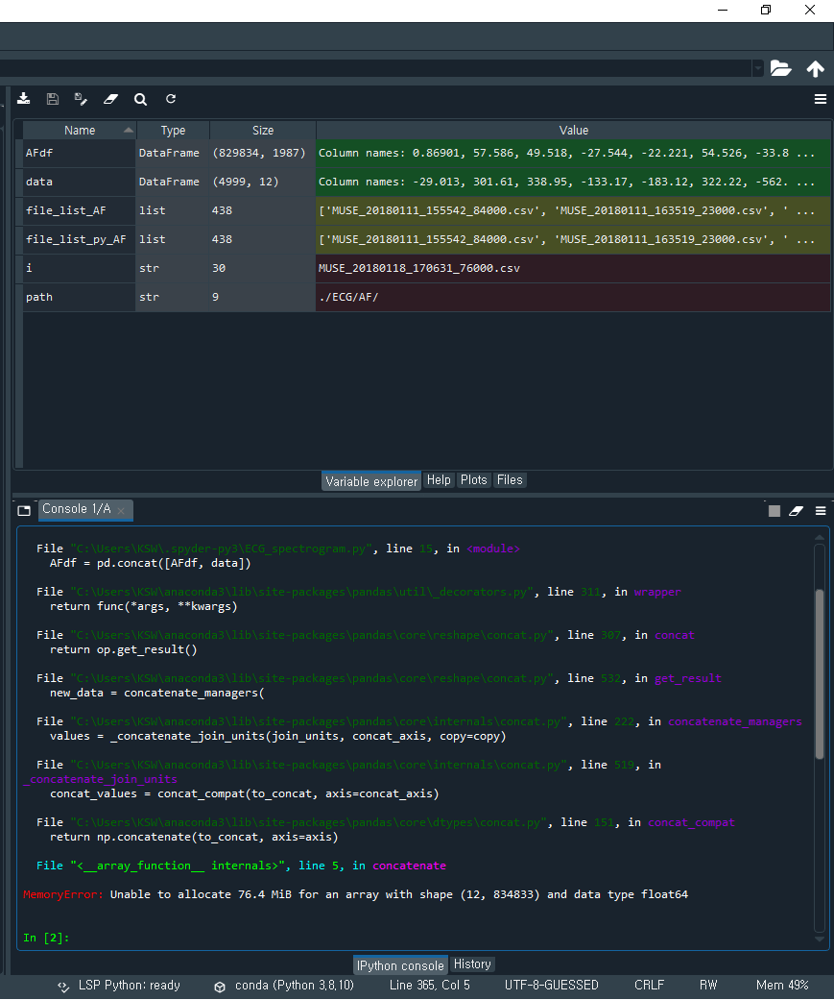 Name Type Size Value
AFdf DataFrame (829834, 1987) Column names: 0.86901, 57.586, 49.518, -27.544, -22.221, 54.526, -33.8 ...
data DataFrame (4999, 12) Column names: -29.013, 301.61, 338.95, -133.17, -183.12, 322.22, -562. ...
file_list_AF list 438 ['MUSE_20180111_155542_84000.csv', 'MUSE_20180111_163519_23000.csv', ' ...
file_list_py_AF list 438 ['MUSE_20180111_155542_84000.csv', 'MUSE_20180111_163519_23000.csv', ' ...
i str 30 MUSE_20180118_170631_76000.csv
path str 9 ./ECG/AF/
Variable explorer Help Plots Files
Console 1/A
File "C:\Users\KSW\.spyder-py3\ECG_spectrogram.py", line 15, in <module>
AFdf = pd.concat([AFdf, data])
File "C:\Users\KSW\anaconda3\lib\site-packages\pandas\util\_decorators.py", line 311, in wrapper
return func(*args, **kwargs)
File "C:\Users\KSW\anaconda3\lib\site-packages\pandas\core\reshape\concat.py", line 307, in concat
return op.get_result()
File "C:\Users\KSW\anaconda3\lib\site-packages\pandas\core\reshape\concat.py", line 532, in get_result
new_data = concatenate_managers(
File "C:\Users\KSW\anaconda3\lib\site-packages\pandas\core\internals\concat.py", line 222, in concatenate_managers
values = _concatenate_join_units(join_units, concat_axis, copy=copy)
File "C:\Users\KSW\anaconda3\lib\site-packages\pandas\core\internals\concat.py", line 519, in
_concatenate_join_units
concat_values = concat_compat(to_concat, axis=concat_axis)
File "C:\Users\KSW\anaconda3\lib\site-packages\pandas\core\dtypes\concat.py", line 151, in concat_compat
return np.concatenate(to_concat, axis=axis)
File "<__array_function__ internals>", line 5, in concatenate
MemoryError: Unable to allocate 76.4 MiB for an array with shape (12, 834833) and data type float64
In [2]:
IPython console History
LSP Python: ready conda (Python 3,8,10) Line 365, Col 5 UTF-8-GUESSED CRLF RW Mem 49%